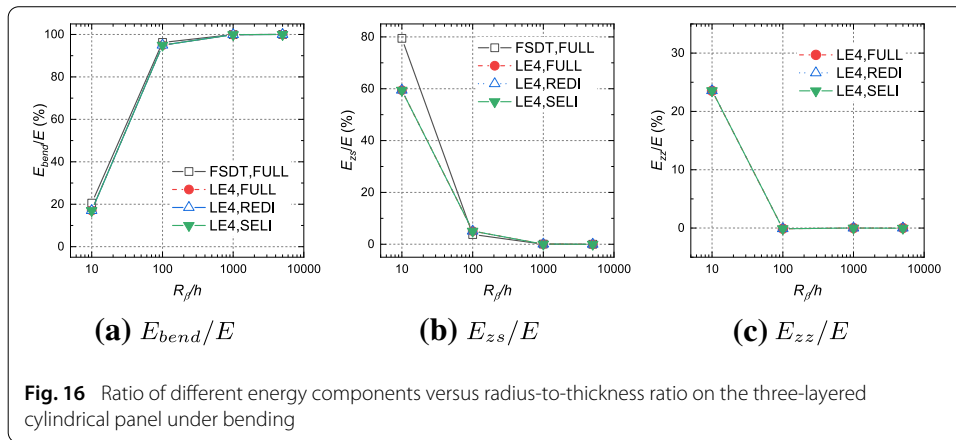 100
80
60
40
20
0
E_bend/E (%)
FSDT,FULL
LE4,FULL
LE4,REDI
LE4,SELI
10 100 1000 10000
R_β/h
(a) E_bend/E
80
60
40
20
0
E_zs/E (%)
FSDT,FULL
LE4,FULL
LE4,REDI
LE4,SELI
10 100 1000 10000
R_β/h
(b) E_zs/E
30
20
10
0
E_zz/E (%)
LE4,FULL
LE4,REDI
LE4,SELI
10 100 1000 10000
R_β/h
(c) E_zz/E
Fig. 16 Ratio of different energy components versus radius-to-thickness ratio on the three-layered
cylindrical panel under bending